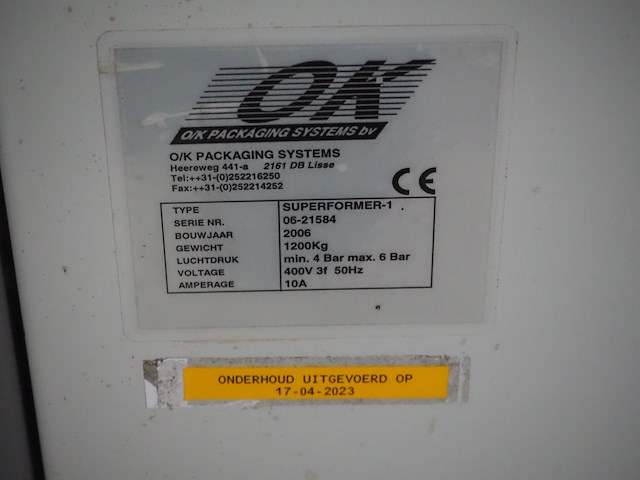 O/K
O/K PACKAGING SYSTEMS bv
O/K PACKAGING SYSTEMS
Heereweg 441-a 2161 DB Lisse
Tel:++31-(0)252216250
Fax:++31-(0)252214252
CE
TYPE SUPERFORMER-1 .
SERIE NR. 06-21584
BOUWJAAR 2006
GEWICHT 1200Kg
LUCHTDRUK min. 4 Bar max. 6 Bar
VOLTAGE 400V 3f 50Hz
AMPERAGE 10A
ONDERHOUD UITGEVOERD OP
17-04-2023